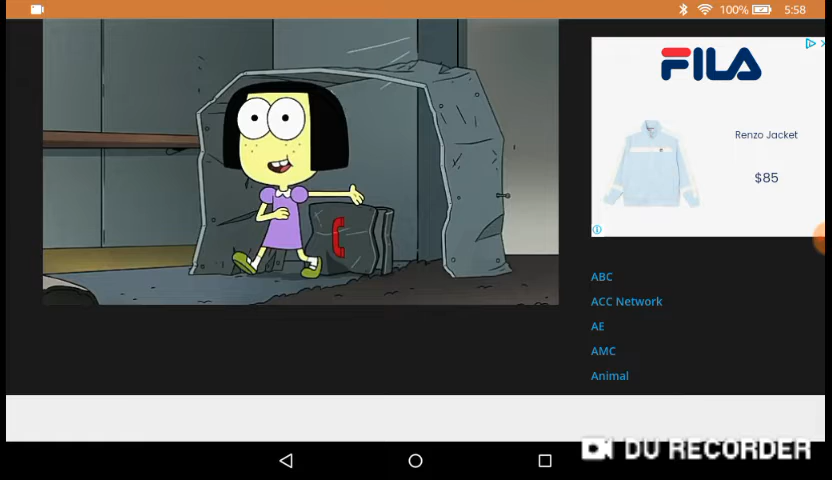 100% 5:58
FILA
Renzo Jacket
$85
ABC
ACC Network
AE
AMC
Animal
DU RECORDER